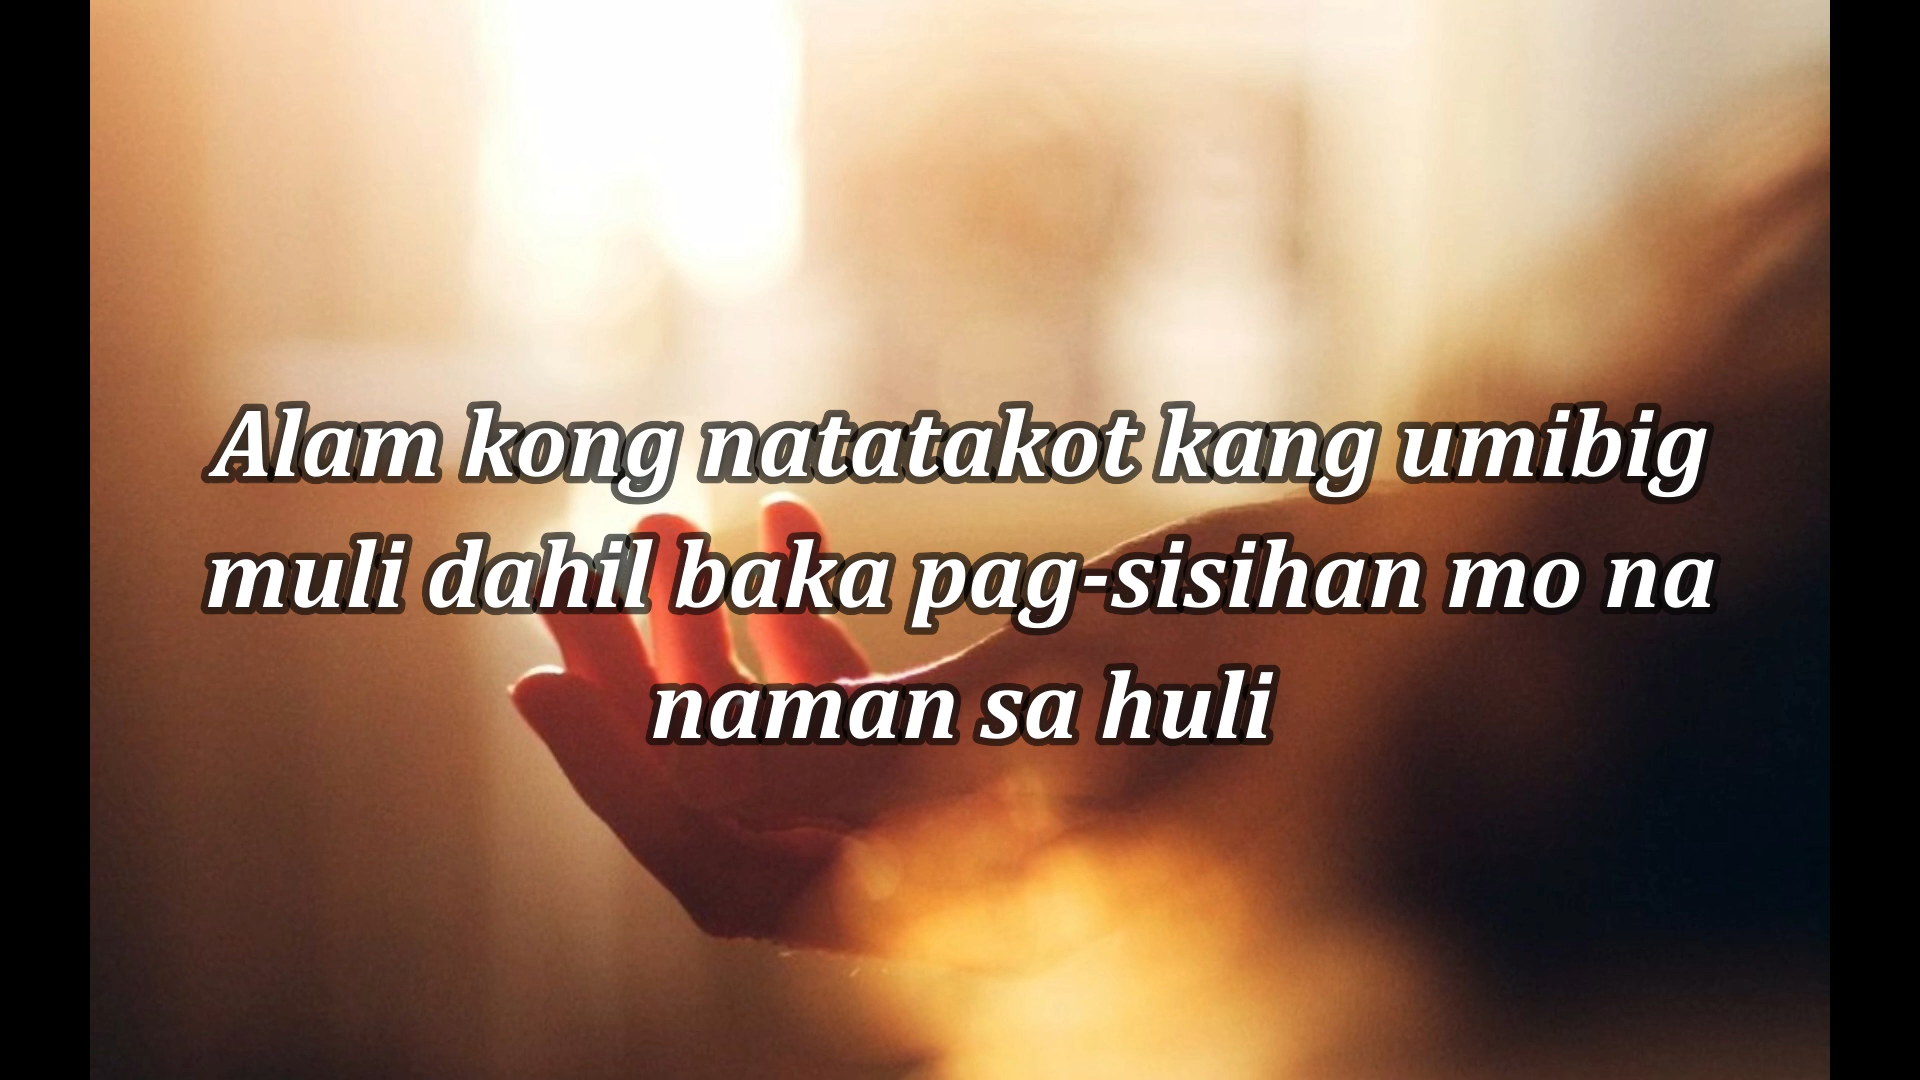 Alam kong natatakot kang umibig
muli dahil baka pag-sisihan mo na
naman sa huli